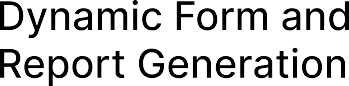 Dynamic Form and
Report Generation